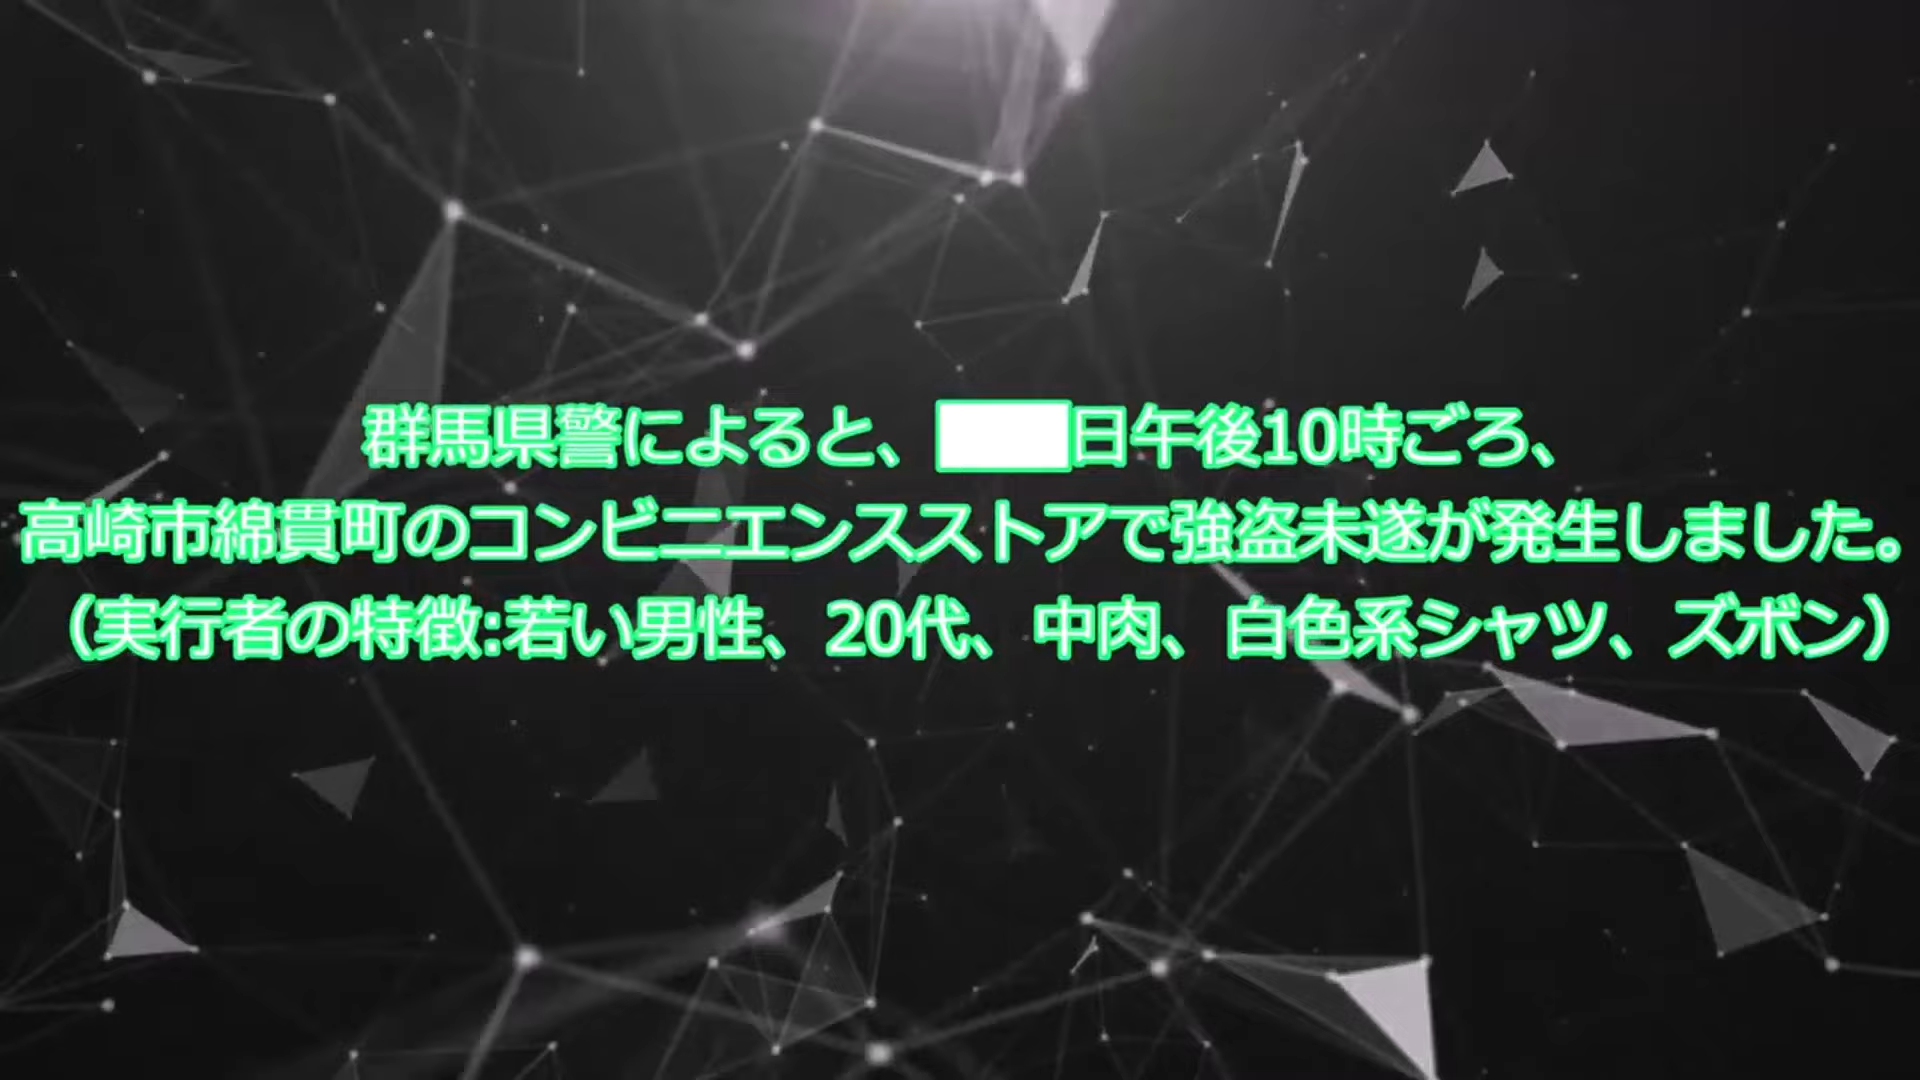 群馬県警によると、 日午後10時ごろ、
高崎市綿貫町のコンビニエンスストアで強盗未遂が発生しました。
（実行者の特徴:若い男性、20代、中肉、白色系シャツ、ズボン）